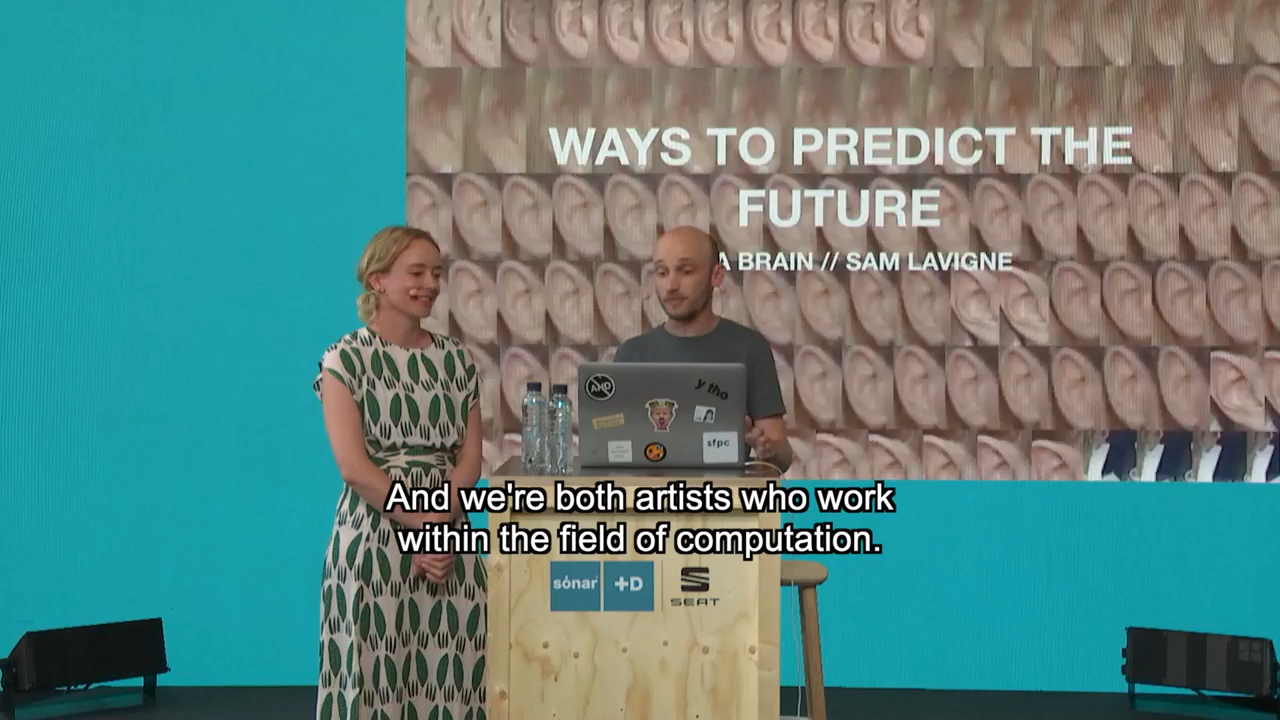 WAYS TO PREDICT THE
FUTURE
A BRAIN // SAM LAVIGNE
AND
y tho
sfpc
And we're both artists who work
within the field of computation.
sónar
+D
SEAT